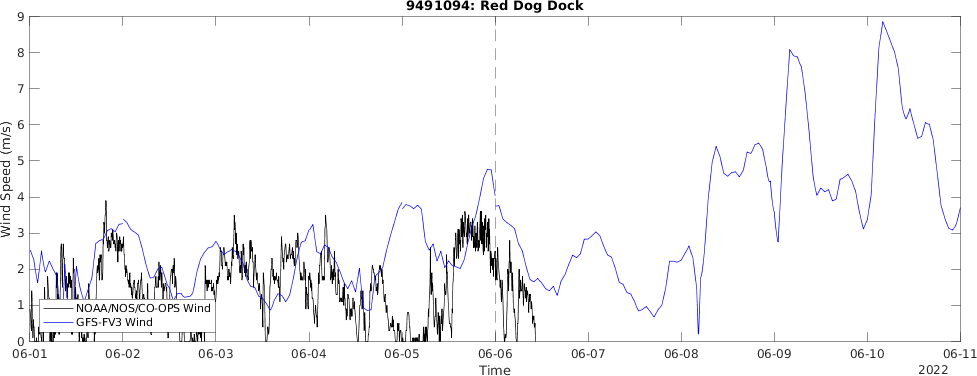 9491094: Red Dog Dock
Wind Speed (m/s)
9
8
7
6
5
4
3
2
1
0
NOAA/NOS/CO-OPS Wind
GFS-FV3 Wind
06-01 06-02 06-03 06-04 06-05 06-06 06-07 06-08 06-09 06-10 06-11
Time
2022